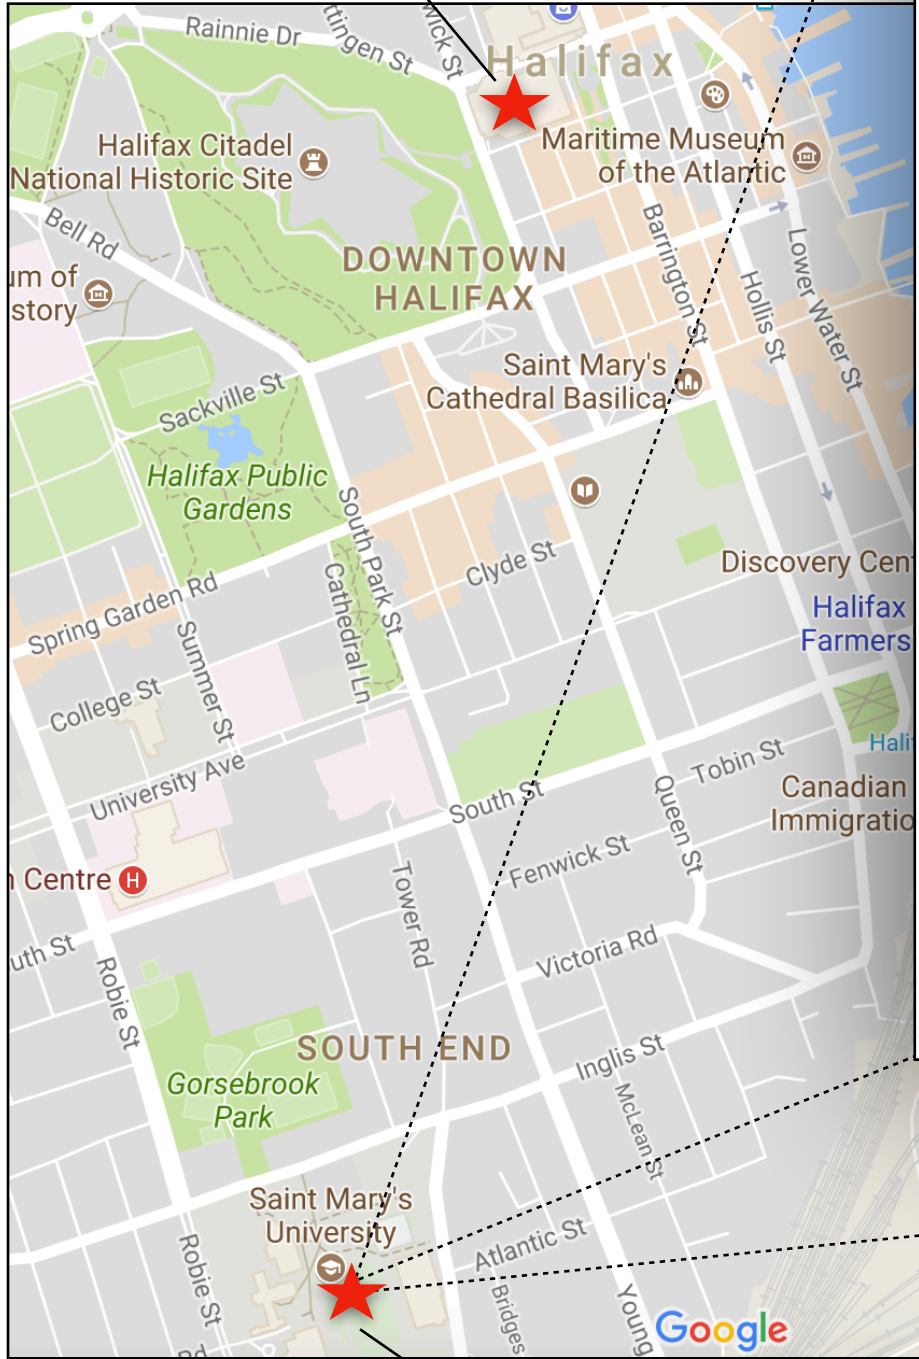 Rainnie Dr
ttingen St
wick St
Halifax
Halifax Citadel
National Historic Site
Maritime Museum
of the Atlantic
Bell Rd
um of
story
DOWNTOWN
HALIFAX
Barrington St
Hollis St
Lower Water St
Saint Mary's
Cathedral Basilica
Sackville St
Halifax Public
Gardens
South Park St
Cathedral Ln
Clyde St
Discovery Cen
Halifax
Farmers
Spring Garden Rd
Summer St
College St
University Ave
Hali
South St
Tobin St
Queen St
Canadian
Immigratio
Fenwick St
n Centre
H
Tower Rd
uth St
Victoria Rd
Robie St
SOUTH END
Inglis St
Gorsebrook
Park
McLean St
Saint Mary's
University
Robie St
Atlantic St
Bridges
Young
Google
Rd